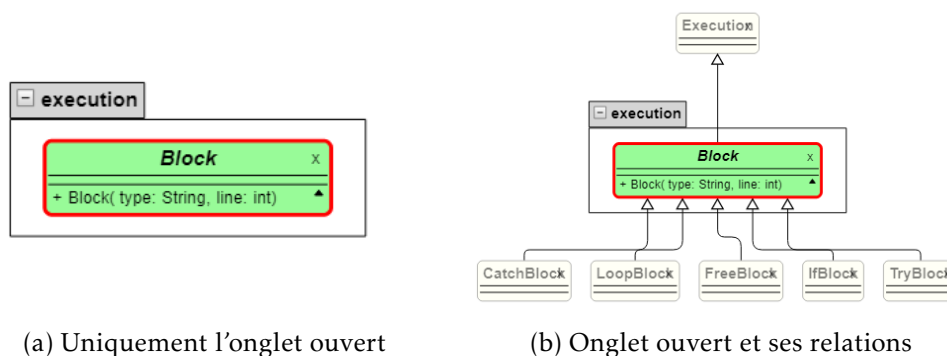 execution
Block x
+ Block( type: String, line: int)
(a) Uniquement l'onglet ouvert
Execution x
execution
Block x
+ Block( type: String, line: int)
CatchBlock x
LoopBlock x
FreeBlock x
IfBlock x
TryBlock x
(b) Onglet ouvert et ses relations